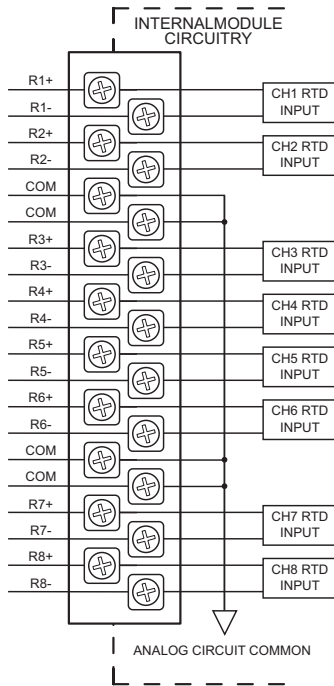 INTERNALMODULE
CIRCUITRY
R1+
R1-
R2+
R2-
COM
COM
R3+
R3-
R4+
R4-
R5+
R5-
R6+
R6-
COM
COM
R7+
R7-
R8+
R8-
CH1 RTD
INPUT
CH2 RTD
INPUT
CH3 RTD
INPUT
CH4 RTD
INPUT
CH5 RTD
INPUT
CH6 RTD
INPUT
CH7 RTD
INPUT
CH8 RTD
INPUT
ANALOG CIRCUIT COMMON